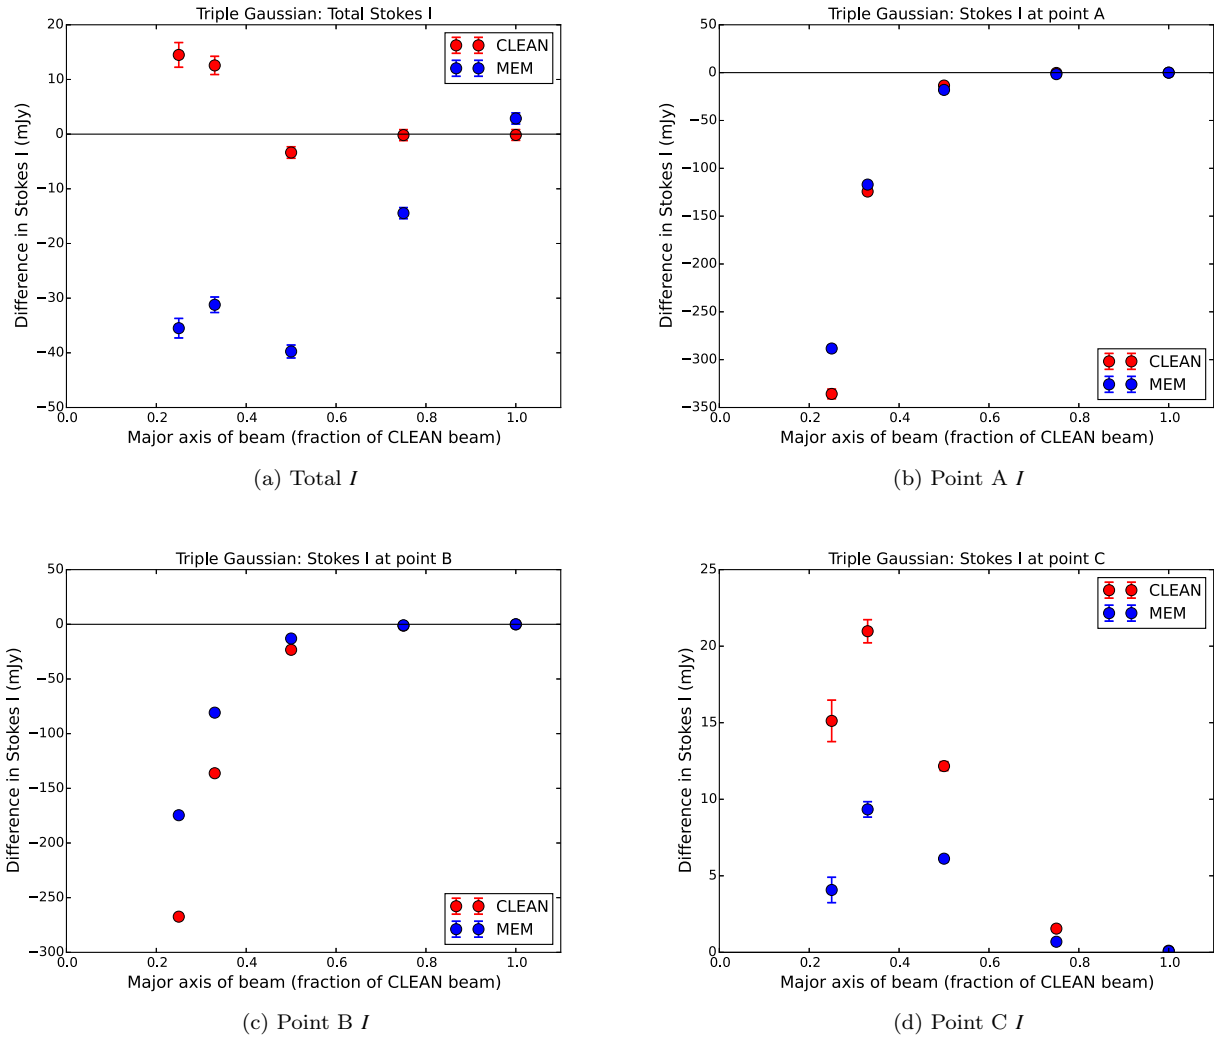 Triple Gaussian: Total Stokes I
20
10
0
−10
−20
−30
−40
−50
0.0 0.2 0.4 0.6 0.8 1.0
Difference in Stokes I (mJy)
Major axis of beam (fraction of CLEAN beam)
CLEAN
MEM
(a) Total I
Triple Gaussian: Stokes I at point A
50
0
−50
−100
−150
−200
−250
−300
−350
0.0 0.2 0.4 0.6 0.8 1.0
Difference in Stokes I (mJy)
Major axis of beam (fraction of CLEAN beam)
CLEAN
MEM
(b) Point A I
Triple Gaussian: Stokes I at point B
50
0
−50
−100
−150
−200
−250
−300
0.0 0.2 0.4 0.6 0.8 1.0
Difference in Stokes I (mJy)
Major axis of beam (fraction of CLEAN beam)
CLEAN
MEM
(c) Point B I
Triple Gaussian: Stokes I at point C
25
20
15
10
5
0
0.0 0.2 0.4 0.6 0.8 1.0
Difference in Stokes I (mJy)
Major axis of beam (fraction of CLEAN beam)
CLEAN
MEM
(d) Point C I